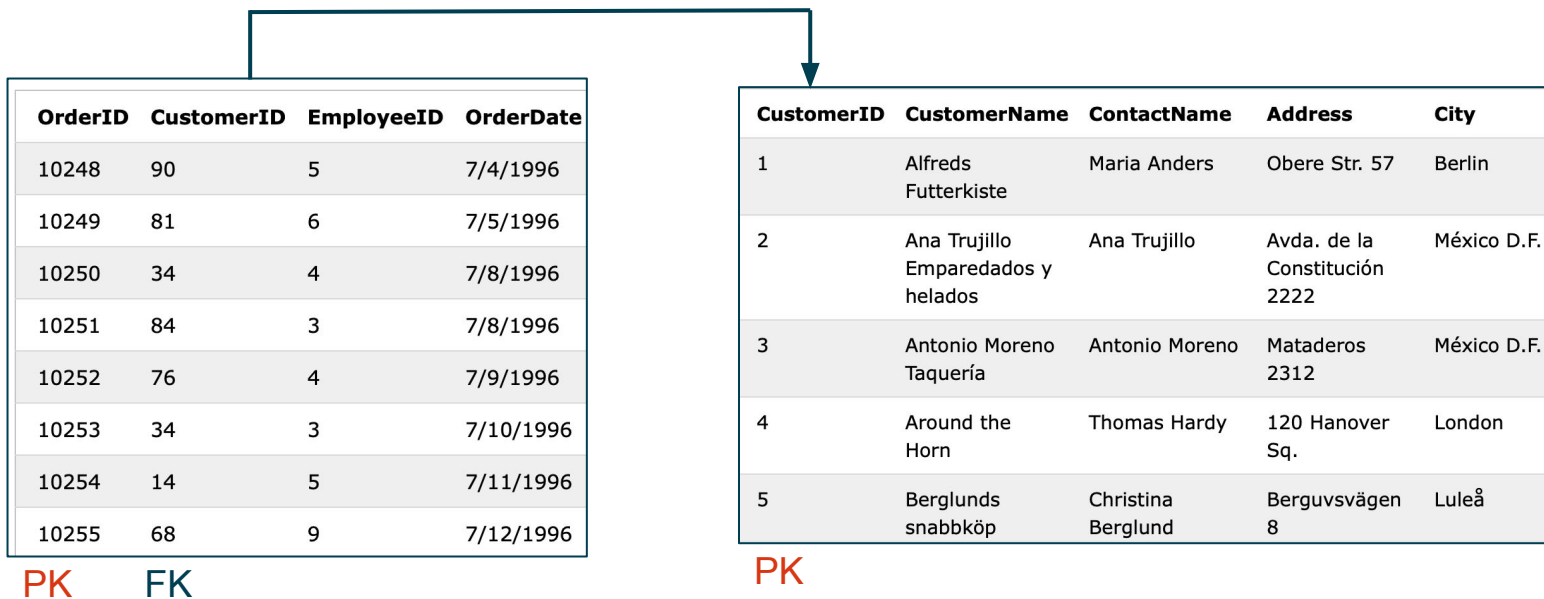 OrderID CustomerID EmployeeID OrderDate
10248 90 5 7/4/1996
10249 81 6 7/5/1996
10250 34 4 7/8/1996
10251 84 3 7/8/1996
10252 76 4 7/9/1996
10253 34 3 7/10/1996
10254 14 5 7/11/1996
10255 68 9 7/12/1996
PK FK
CustomerID CustomerName ContactName Address City
1 Alfreds Maria Anders Obere Str. 57 Berlin
Futterkiste
2 Ana Trujillo Ana Trujillo Avda. de la México D.F.
Emparedados y Constitución
helados 2222
3 Antonio Moreno Antonio Moreno Mataderos México D.F.
Taquería 2312
4 Around the Thomas Hardy 120 Hanover London
Horn Sq.
5 Berglunds Christina Berguvsvägen Luleå
snabbköp Berglund 8
PK